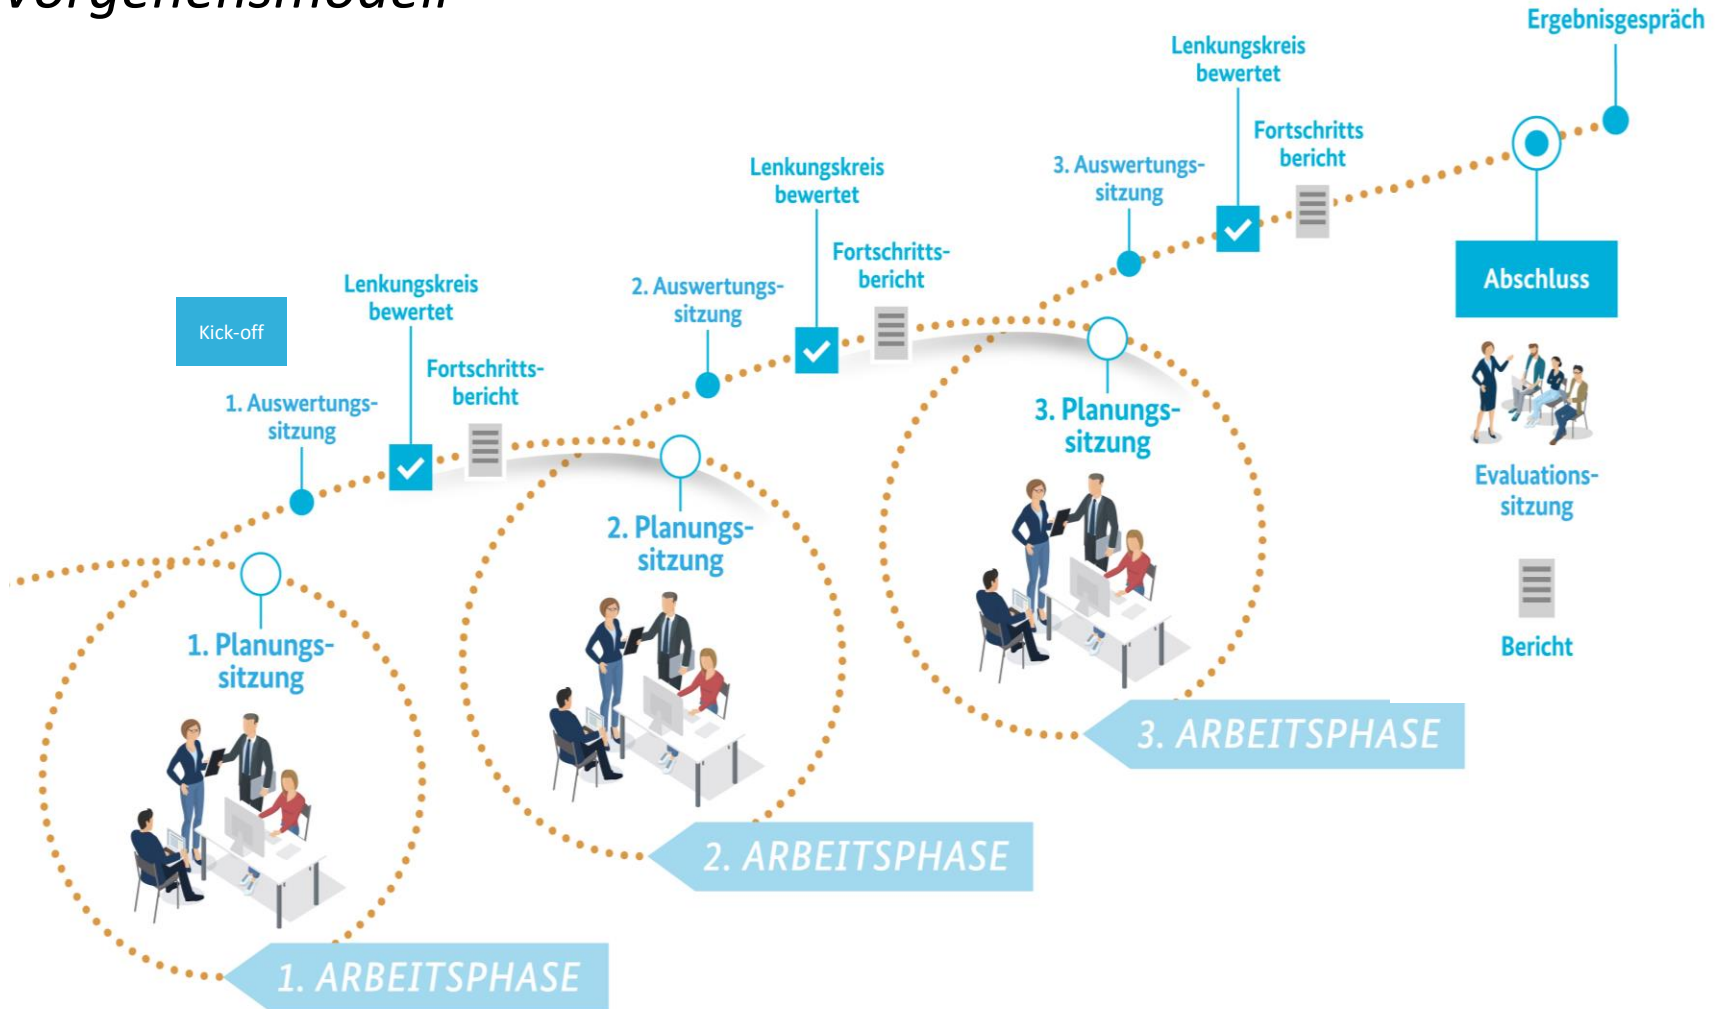 Vorgehensmodell
Kick-off
1. Planungs-
sitzung
1. ARBEITSPHASE
1. Auswertungs-
sitzung
Lenkungskreis
bewertet
Fortschritts-
bericht
2. Planungs-
sitzung
2. ARBEITSPHASE
2. Auswertungs-
sitzung
Lenkungskreis
bewertet
Fortschritts-
bericht
3. Planungs-
sitzung
3. ARBEITSPHASE
3. Auswertungs-
sitzung
Lenkungskreis
bewertet
Fortschritts
bericht
Abschluss
Evaluations-
sitzung
Bericht
Ergebnisgespräch